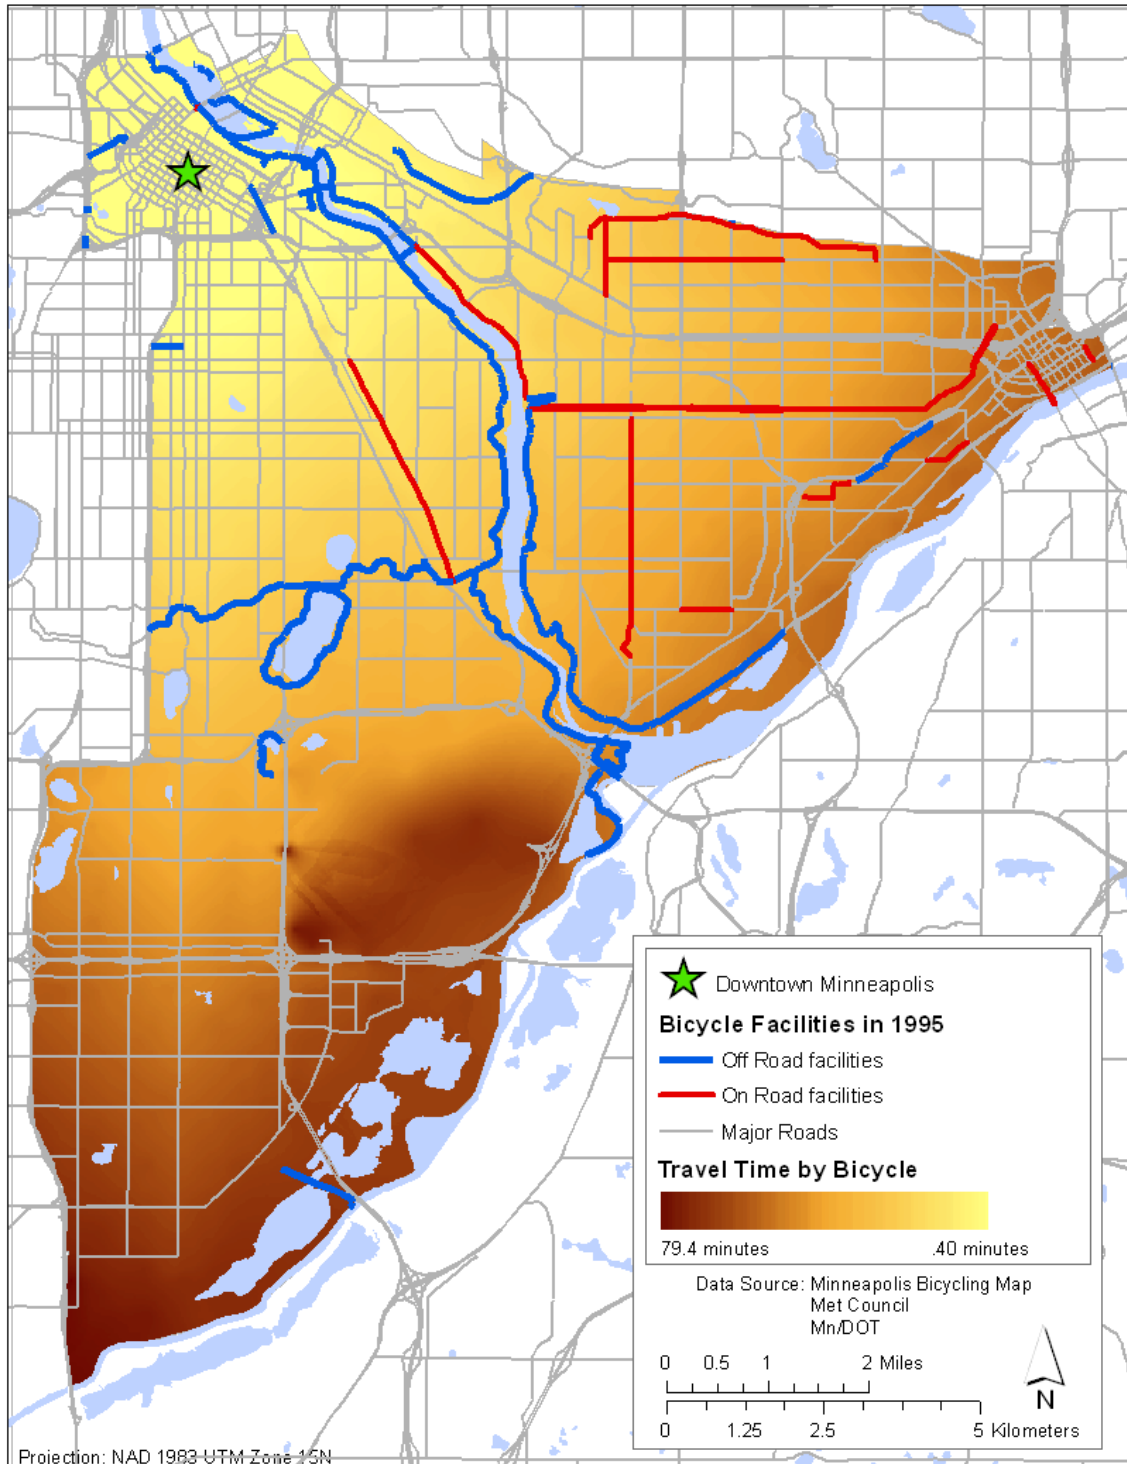 Downtown Minneapolis
Bicycle Facilities in 1995
Off Road facilities
On Road facilities
Major Roads
Travel Time by Bicycle
79.4 minutes .40 minutes
Data Source: Minneapolis Bicycling Map
Met Council
Mn/DOT
0 0.5 1 2 Miles
0 1.25 2.5 5 Kilometers
N
Projection: NAD 1983 UTM Zone 15N